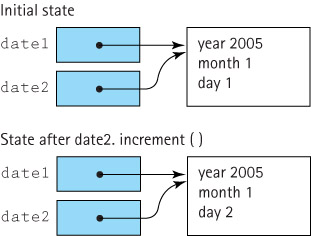 Initial state
date1
date2
year 2005
month 1
day 1
State after date2. increment ( )
date1
date2
year 2005
month 1
day 2